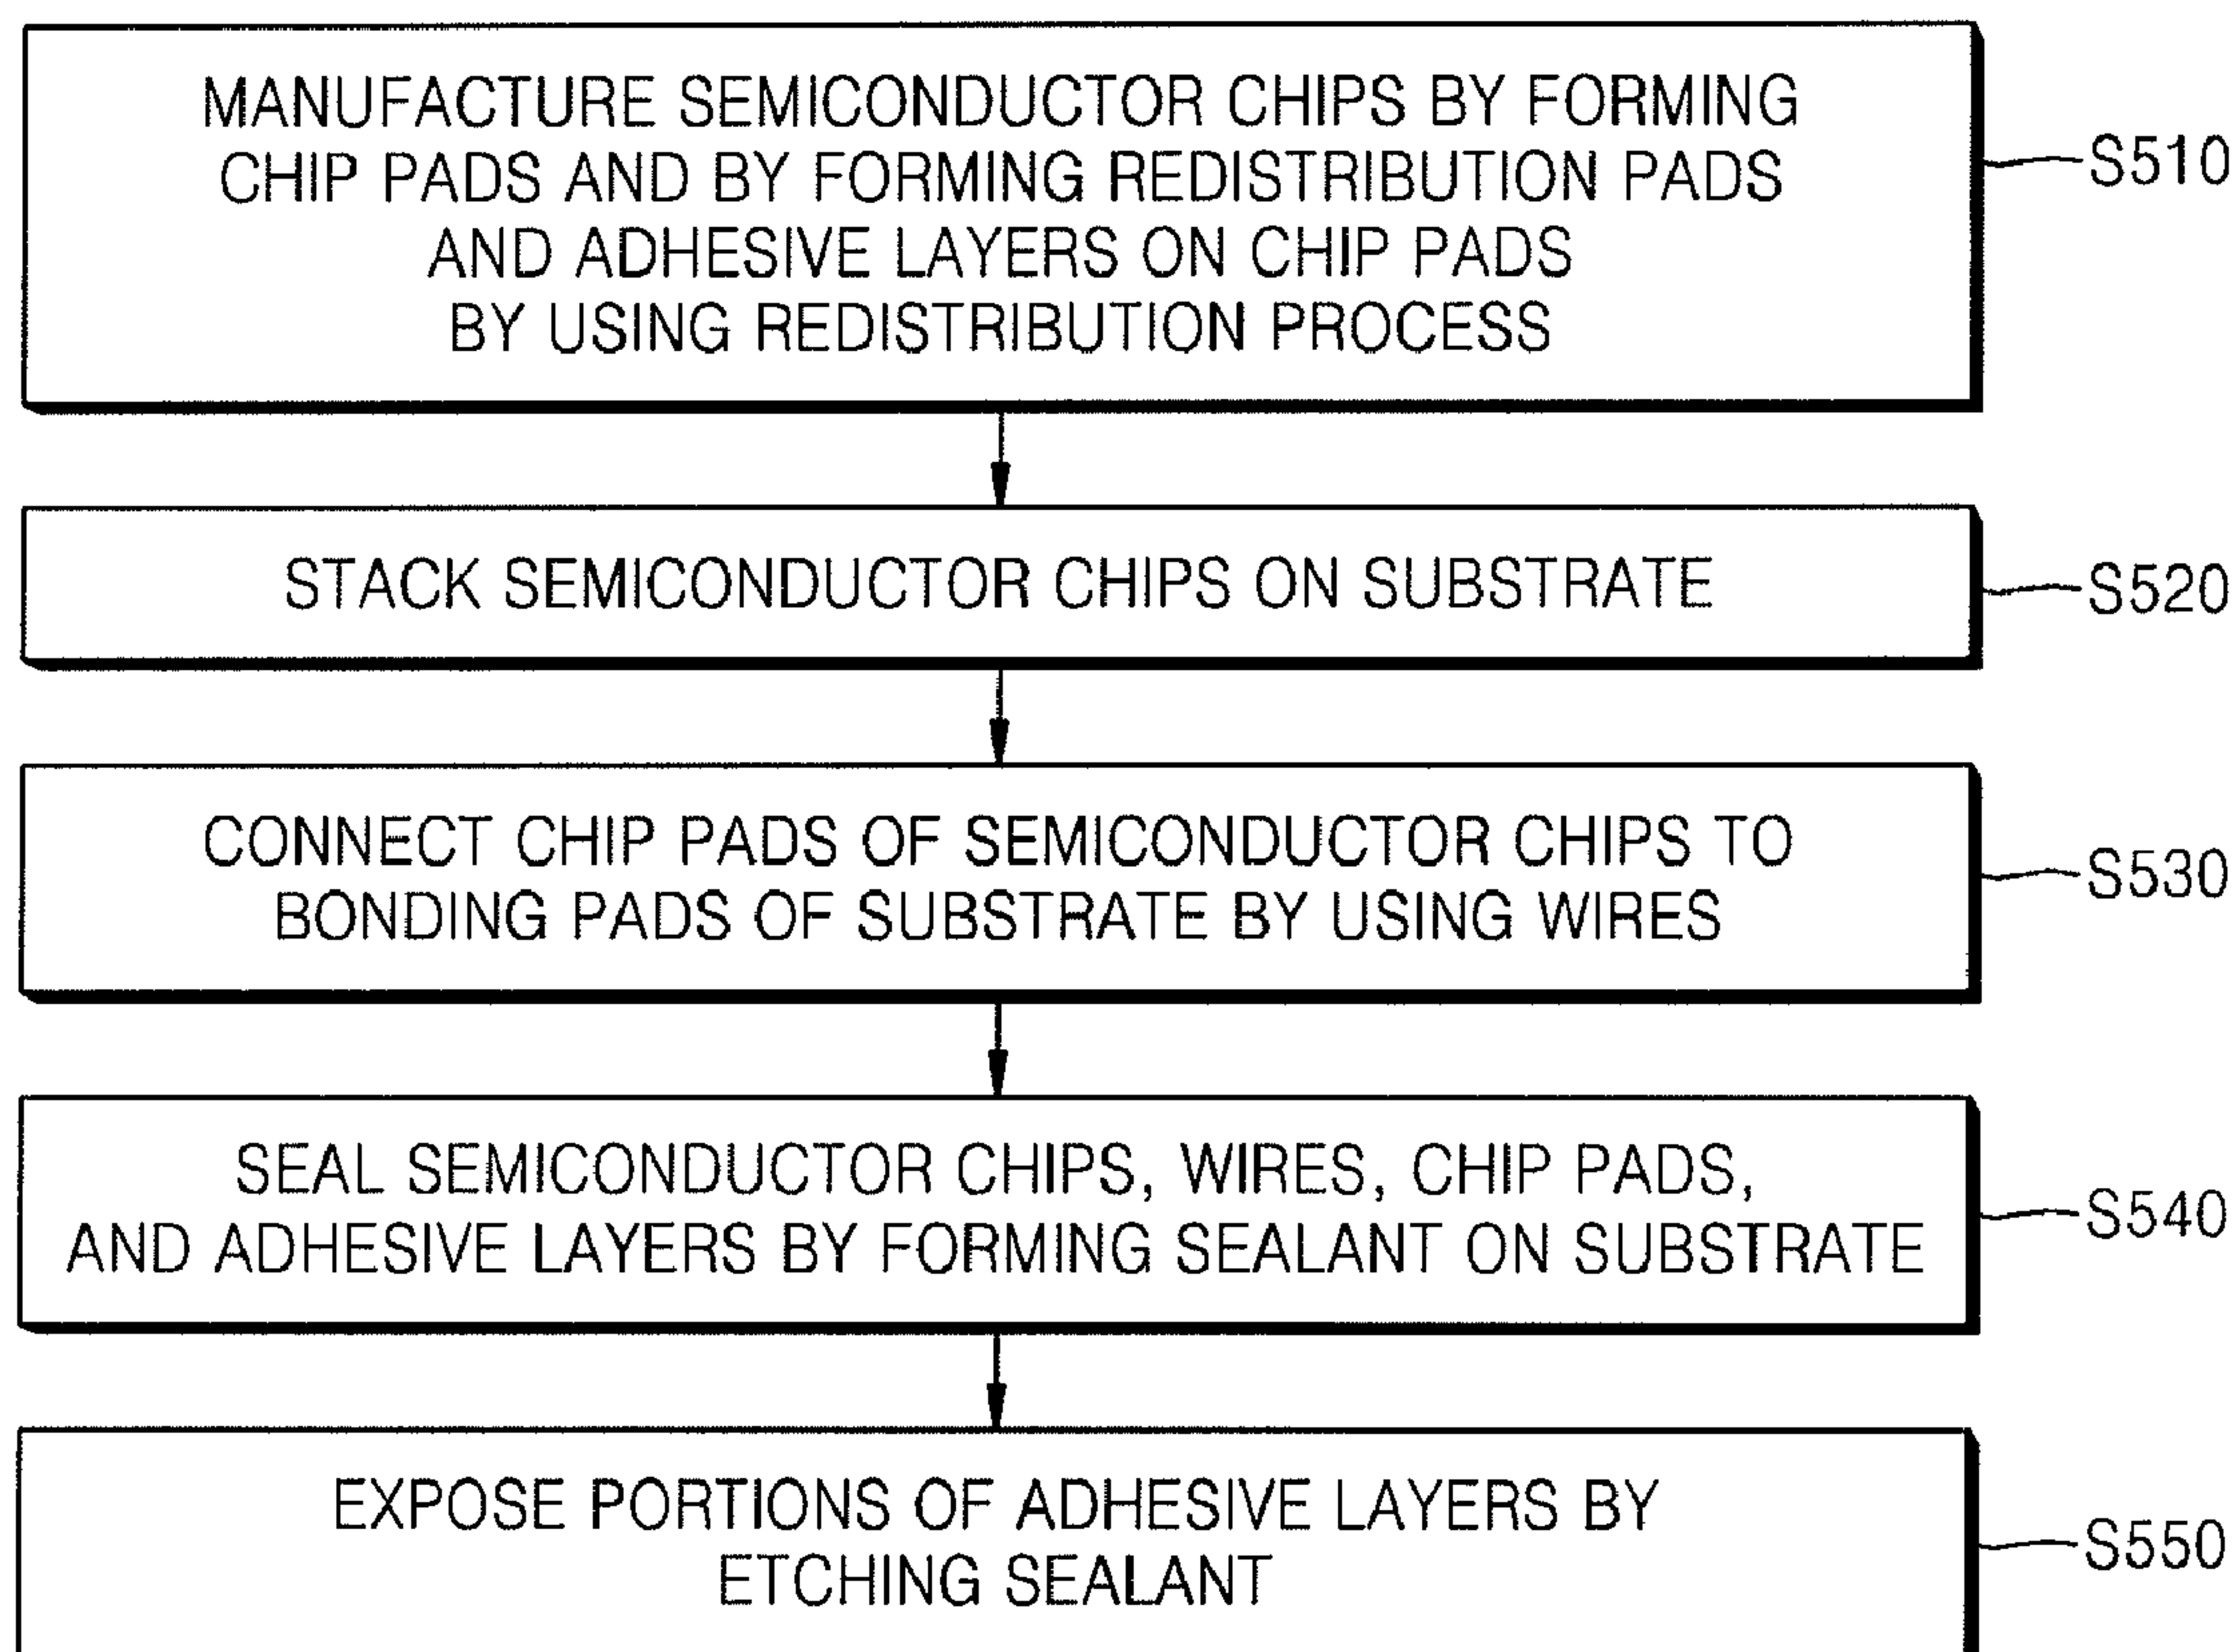 MANUFACTURE SEMICONDUCTOR CHIPS BY FORMING
CHIP PADS AND BY FORMING REDISTRIBUTION PADS
AND ADHESIVE LAYERS ON CHIP PADS
BY USING REDISTRIBUTION PROCESS
S510
STACK SEMICONDUCTOR CHIPS ON SUBSTRATE
S520
CONNECT CHIP PADS OF SEMICONDUCTOR CHIPS TO
BONDING PADS OF SUBSTRATE BY USING WIRES
S530
SEAL SEMICONDUCTOR CHIPS, WIRES, CHIP PADS,
AND ADHESIVE LAYERS BY FORMING SEALANT ON SUBSTRATE
S540
EXPOSE PORTIONS OF ADHESIVE LAYERS BY
ETCHING SEALANT
S550